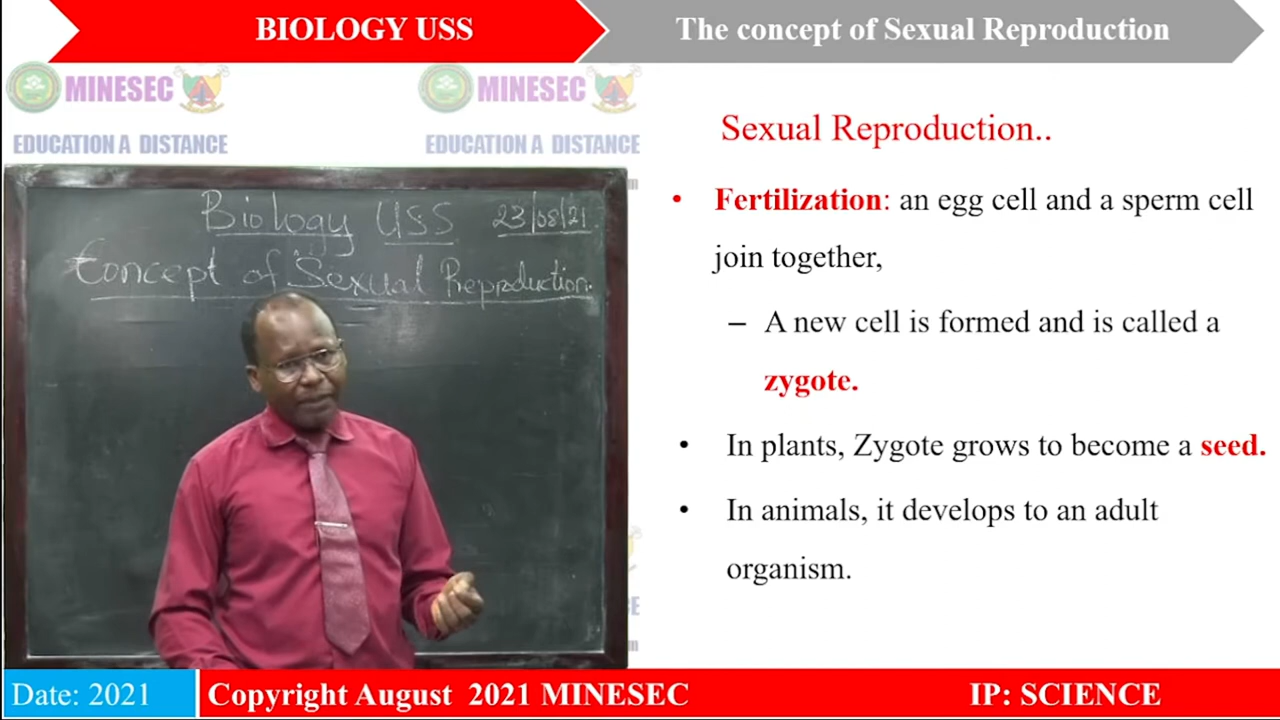 BIOLOGY USS
The concept of Sexual Reproduction
MINESEC
MINESEC
EDUCATION A DISTANCE
EDUCATION A DISTANCE
Biology USS 23/08/21
Concept of Sexual Reproduction
Sexual Reproduction..
• Fertilization: an egg cell and a sperm cell
join together,
– A new cell is formed and is called a
zygote.
• In plants, Zygote grows to become a seed.
• In animals, it develops to an adult
organism.
Date: 2021
Copyright August 2021 MINESEC
IP: SCIENCE